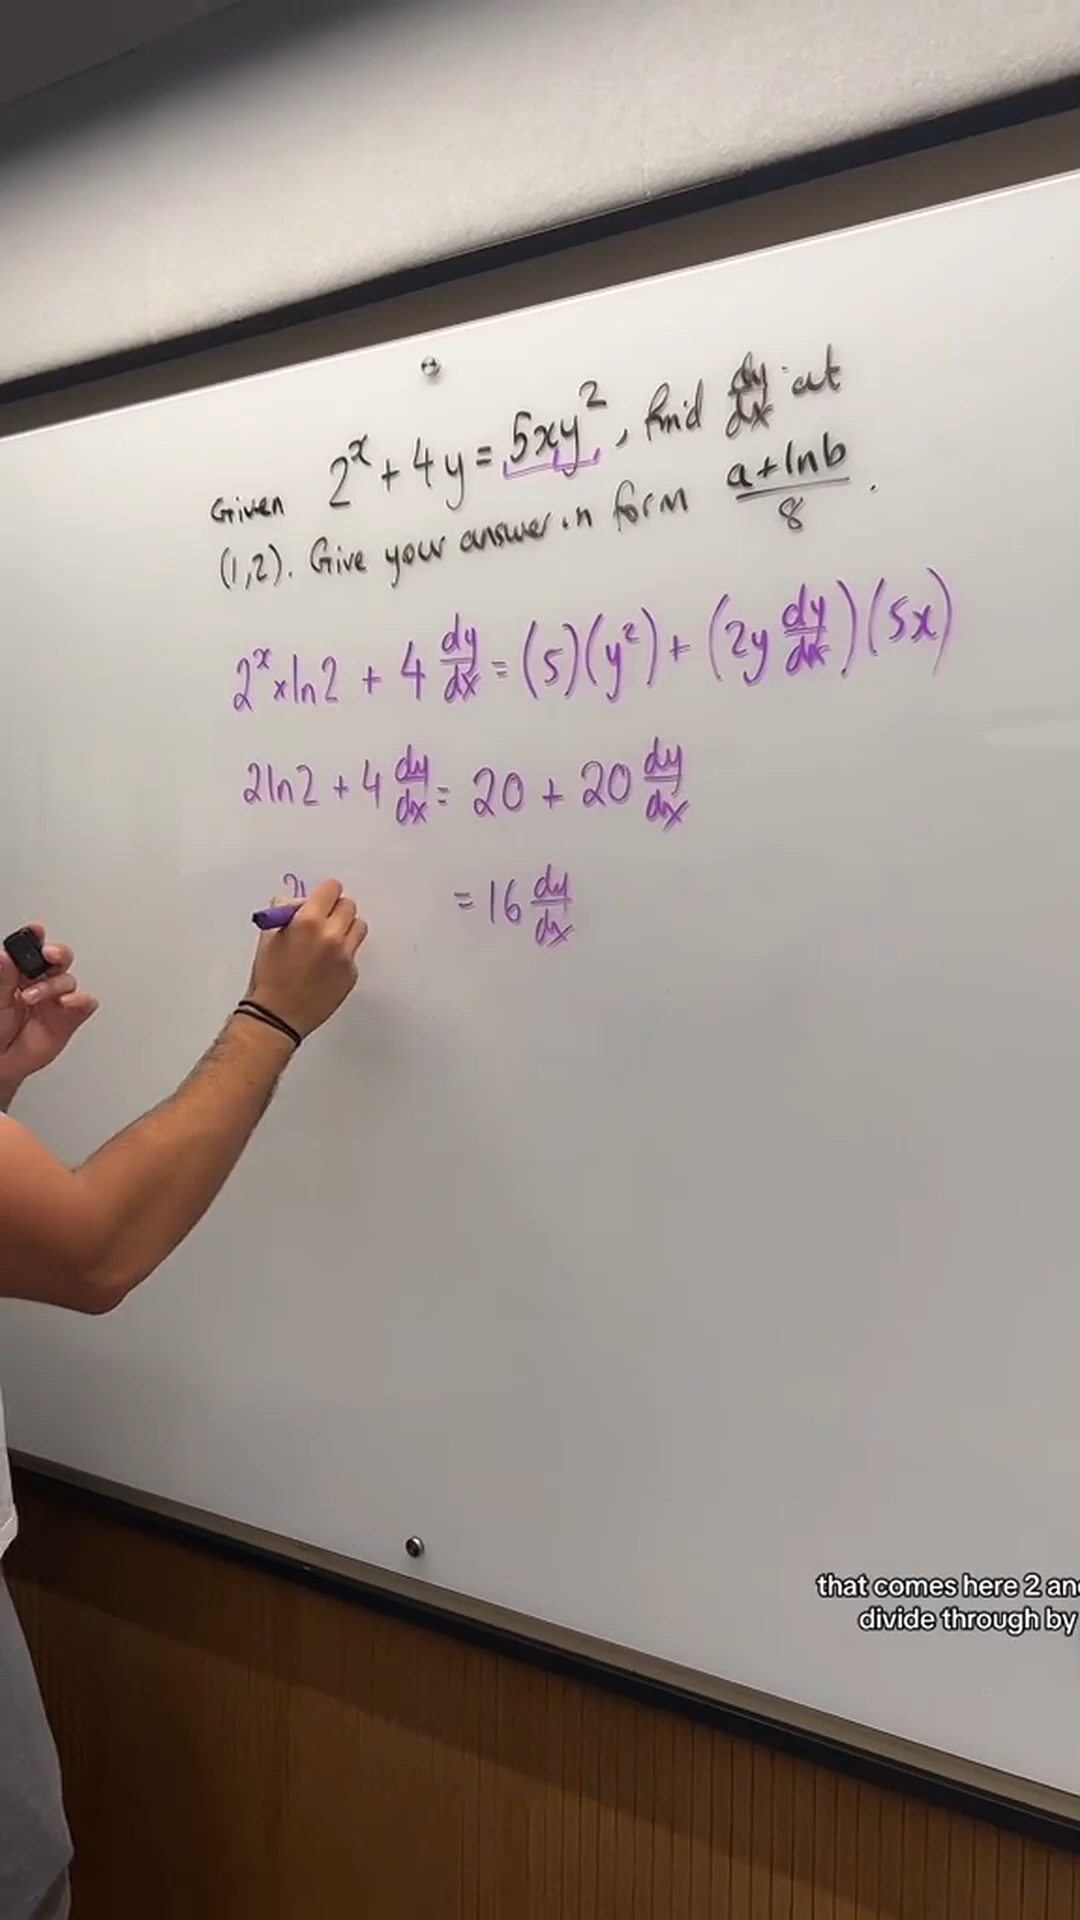 Given 2^x + 4y = 5xy^2, find dy/dx at
(1,2). Give your answer in form (a+lnb)/8.
2^x x ln2 + 4 dy/dx = (5)(y^2) + (2y dy/dx)(5x)
2ln2 + 4 dy/dx = 20 + 20 dy/dx
= 16 dy/dx
that comes here 2 and
divide through by